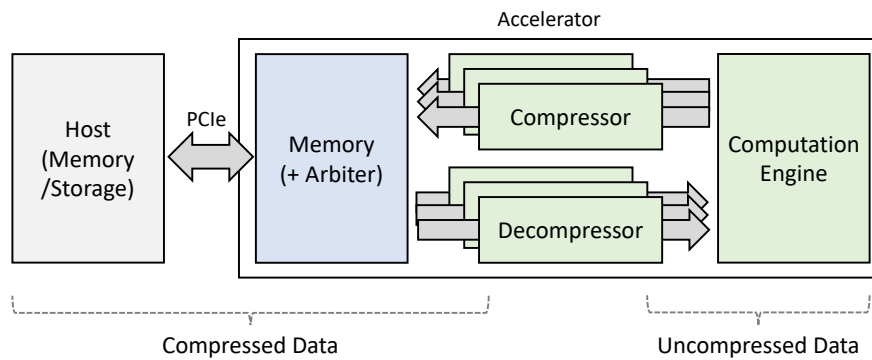 Accelerator
Host
(Memory
/Storage)
PCIe
Memory
(+ Arbiter)
Compressor
Decompressor
Computation
Engine
Compressed Data
Uncompressed Data